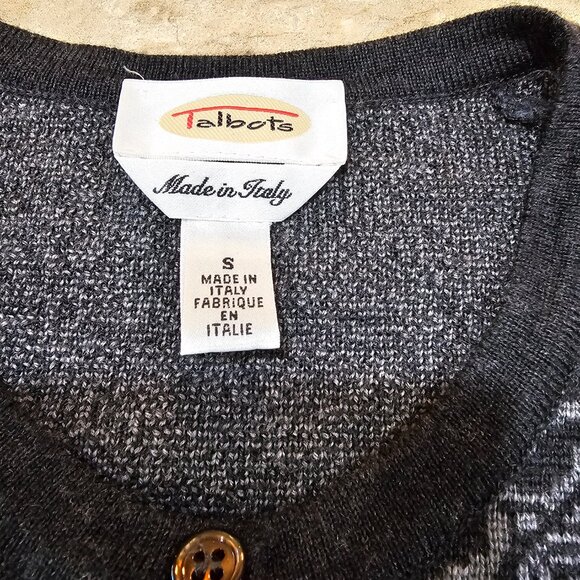 Talbots
Made in Italy
S
MADE IN
ITALY
FABRIQUE
EN
ITALIE